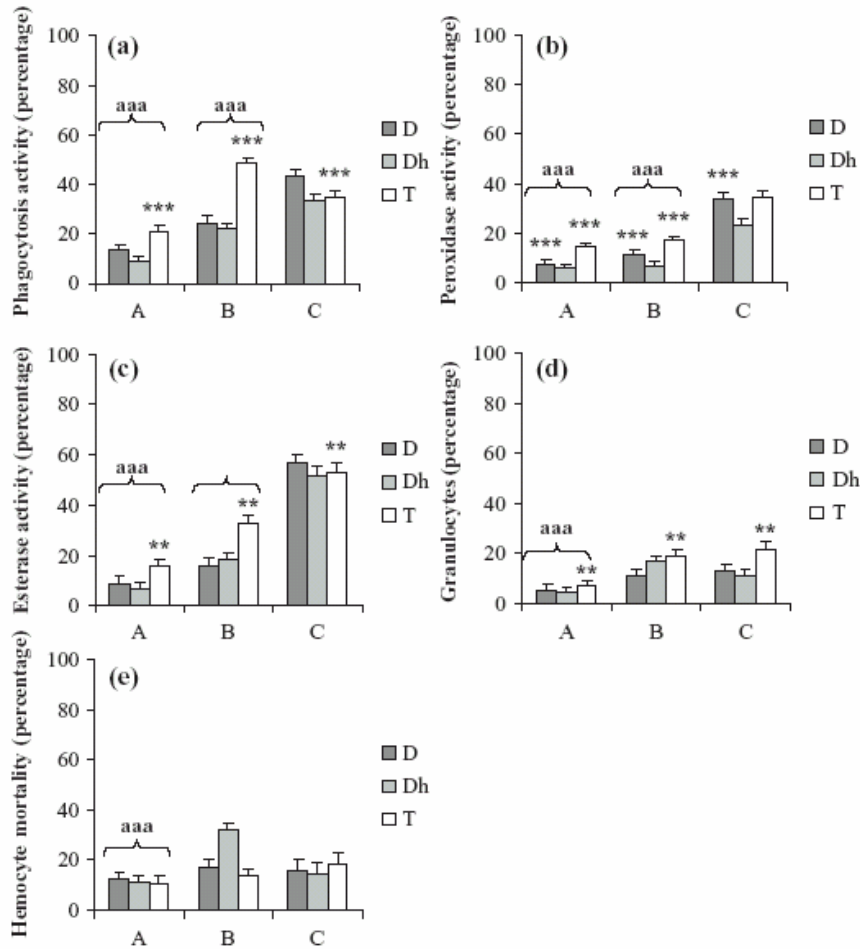 (a)
Phagocytosis activity (percentage)
100
80
60
40
20
0
aaa
aaa
***
***
***
A B C
D
Dh
T
(b)
Peroxidase activity (percentage)
100
80
60
40
20
0
aaa
aaa
***
*** ***
*** ***
A B C
D
Dh
T
(c)
Esterase activity (percentage)
100
80
60
40
20
0
aaa
**
**
**
A B C
D
Dh
T
(d)
Granulocytes (percentage)
100
80
60
40
20
0
aaa
**
**
**
A B C
D
Dh
T
(e)
Hemocyte mortality (percentage)
100
80
60
40
20
0
aaa
A B C
D
Dh
T